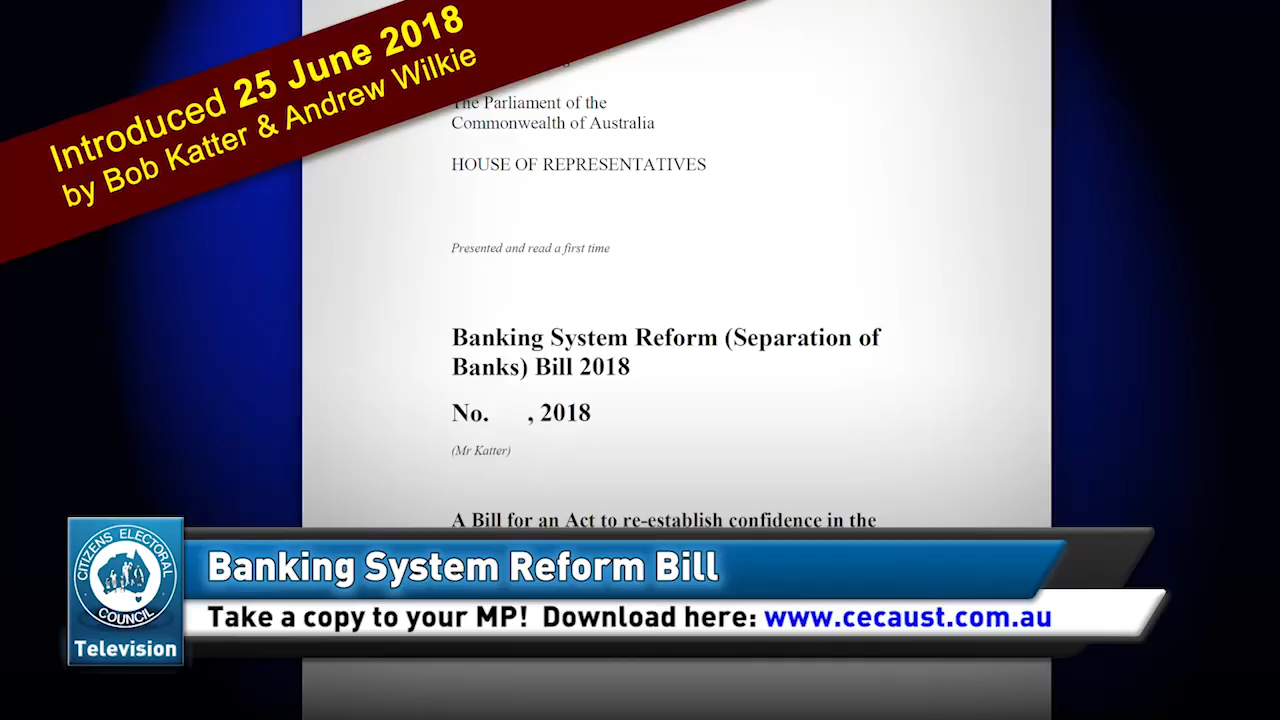 Introduced 25 June 2018
by Bob Katter & Andrew Wilkie
The Parliament of the
Commonwealth of Australia
HOUSE OF REPRESENTATIVES
Presented and read a first time
Banking System Reform (Separation of
Banks) Bill 2018
No. , 2018
(Mr Katter)
A Bill for an Act to re-establish confidence in the
CITIZENS ELECTORAL
COUNCIL
Television
Banking System Reform Bill
Take a copy to your MP! Download here: www.cecaust.com.au